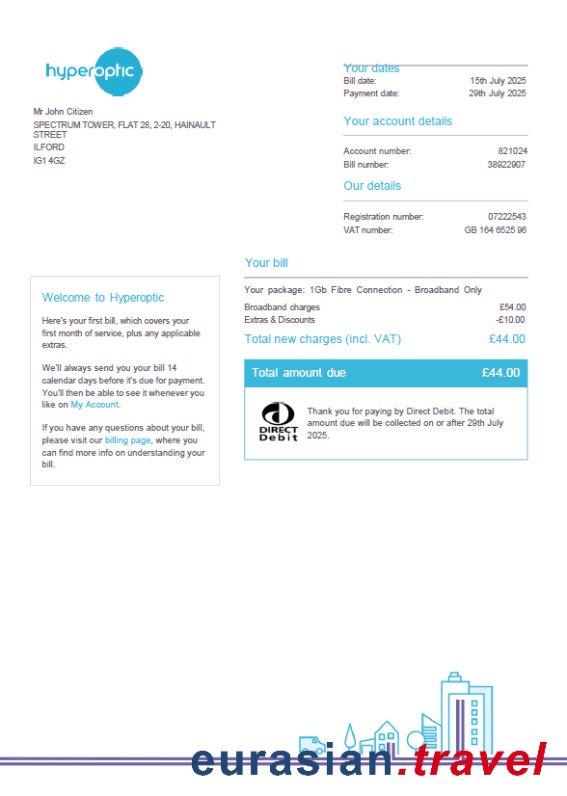 hyperoptic
Mr John Citizen
SPECTRUM TOWER, FLAT 28, 2-20, HAINAULT
STREET
ILFORD
IG1 4GZ
Your dates
Bill date: 15th July 2025
Payment date: 29th July 2025
Your account details
Account number: 821024
Bill number: 38922907
Our details
Registration number: 07222543
VAT number: GB 164 6525 96
Welcome to Hyperoptic
Here's your first bill, which covers your
first month of service, plus any applicable
extras.
We'll always send you your bill 14
calendar days before it's due for payment.
You'll then be able to see it whenever you
like on My Account.
If you have any questions about your bill,
please visit our billing page, where you
can find more info on understanding your
bill.
Your bill
Your package: 1Gb Fibre Connection - Broadband Only
Broadband charges £54.00
Extras & Discounts -£10.00
Total new charges (incl. VAT) £44.00
Total amount due £44.00
DIRECT
Debit
Thank you for paying by Direct Debit. The total
amount due will be collected on or after 29th July
2025.
eurasian.travel